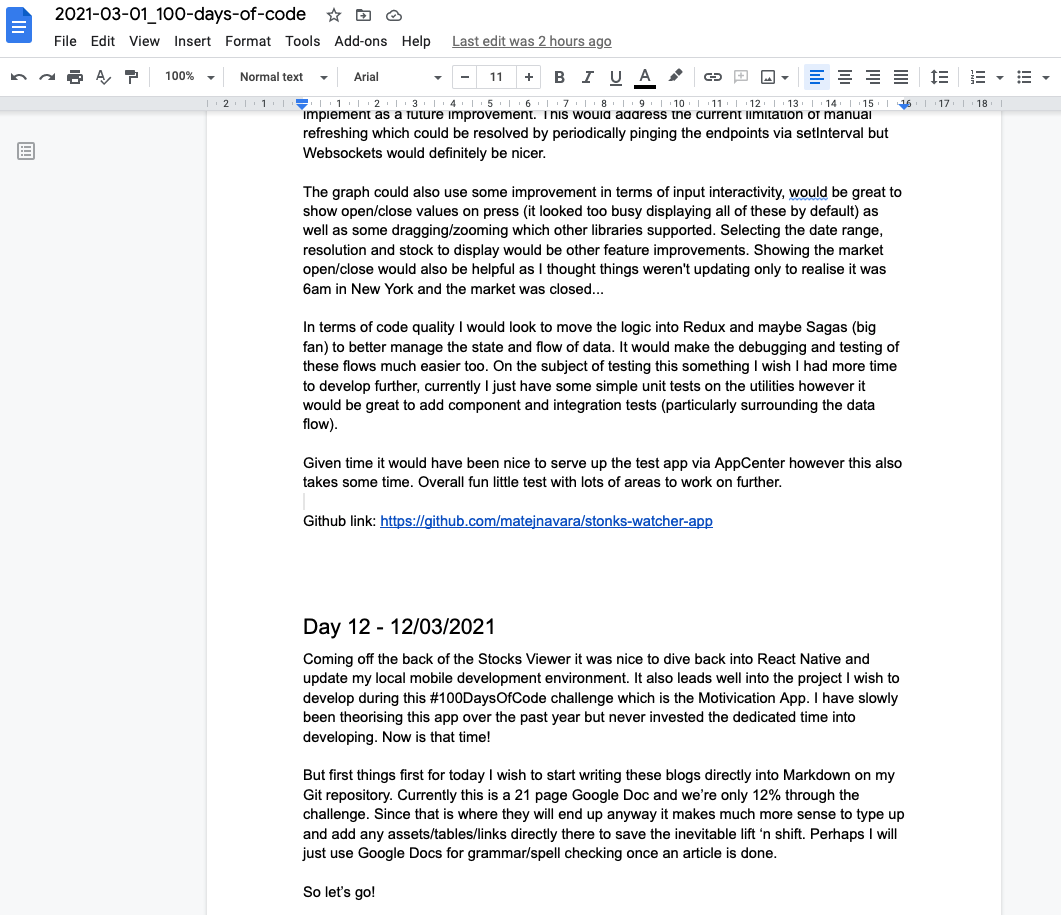 2021-03-01_100-days-of-code
File Edit View Insert Format Tools Add-ons Help Last edit was 2 hours ago
100% Normal text Arial 11 B I U A
2 1 1 2 3 4 5 6 7 8 9 10 11 12 13 14 15 16 17 18
implement as a future improvement. This would address the current limitation of manual
refreshing which could be resolved by periodically pinging the endpoints via setInterval but
Websockets would definitely be nicer.
The graph could also use some improvement in terms of input interactivity, would be great to
show open/close values on press (it looked too busy displaying all of these by default) as
well as some dragging/zooming which other libraries supported. Selecting the date range,
resolution and stock to display would be other feature improvements. Showing the market
open/close would also be helpful as I thought things weren't updating only to realise it was
6am in New York and the market was closed...
In terms of code quality I would look to move the logic into Redux and maybe Sagas (big
fan) to better manage the state and flow of data. It would make the debugging and testing of
these flows much easier too. On the subject of testing this something I wish I had more time
to develop further, currently I just have some simple unit tests on the utilities however it
would be great to add component and integration tests (particularly surrounding the data
flow).
Given time it would have been nice to serve up the test app via AppCenter however this also
takes some time. Overall fun little test with lots of areas to work on further.
Github link: https://github.com/matejnavara/stonks-watcher-app
Day 12 - 12/03/2021
Coming off the back of the Stocks Viewer it was nice to dive back into React Native and
update my local mobile development environment. It also leads well into the project I wish to
develop during this #100DaysOfCode challenge which is the Motivication App. I have slowly
been theorising this app over the past year but never invested the dedicated time into
developing. Now is that time!
But first things first for today I wish to start writing these blogs directly into Markdown on my
Git repository. Currently this is a 21 page Google Doc and we’re only 12% through the
challenge. Since that is where they will end up anyway it makes much more sense to type up
and add any assets/tables/links directly there to save the inevitable lift ‘n shift. Perhaps I will
just use Google Docs for grammar/spell checking once an article is done.
So let’s go!